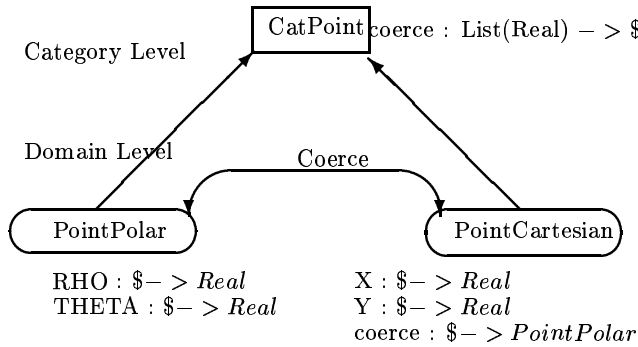 CatPoint
coerce : List(Real) − > $
Category Level
Domain Level
Coerce
PointPolar
PointCartesian
RHO : $− > Real
THETA : $− > Real
X : $− > Real
Y : $− > Real
coerce : $− > PointPolar